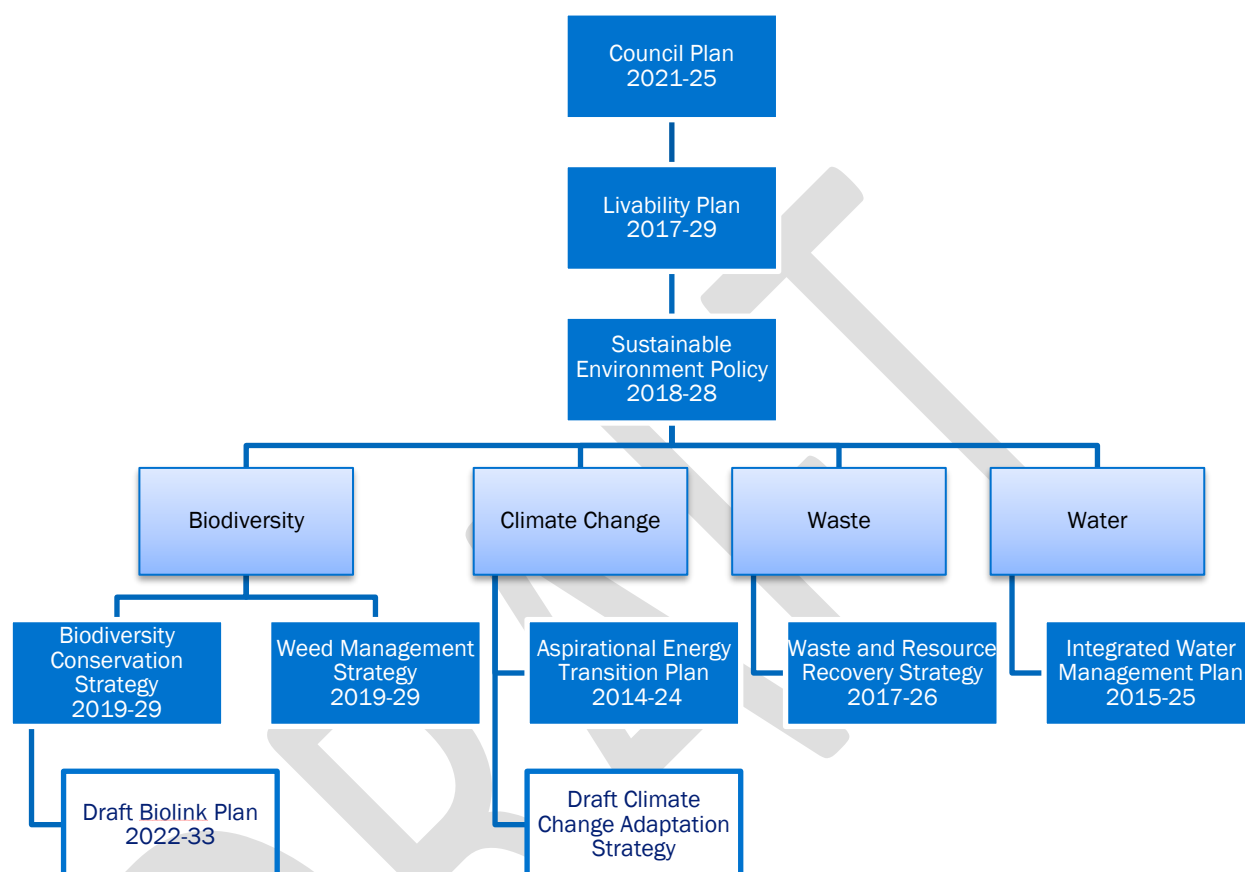 Council Plan
2021-25
Livability Plan
2017-29
Sustainable
Environment Policy
2018-28
Biodiversity
Climate Change
Waste
Water
Biodiversity
Conservation
Strategy
2019-29
Weed Management
Strategy
2019-29
Aspirational Energy
Transition Plan
2014-24
Waste and Resource
Recovery Strategy
2017-26
Integrated Water
Management Plan
2015-25
Draft Biolink Plan
2022-33
Draft Climate
Change Adaptation
Strategy
DRAFT